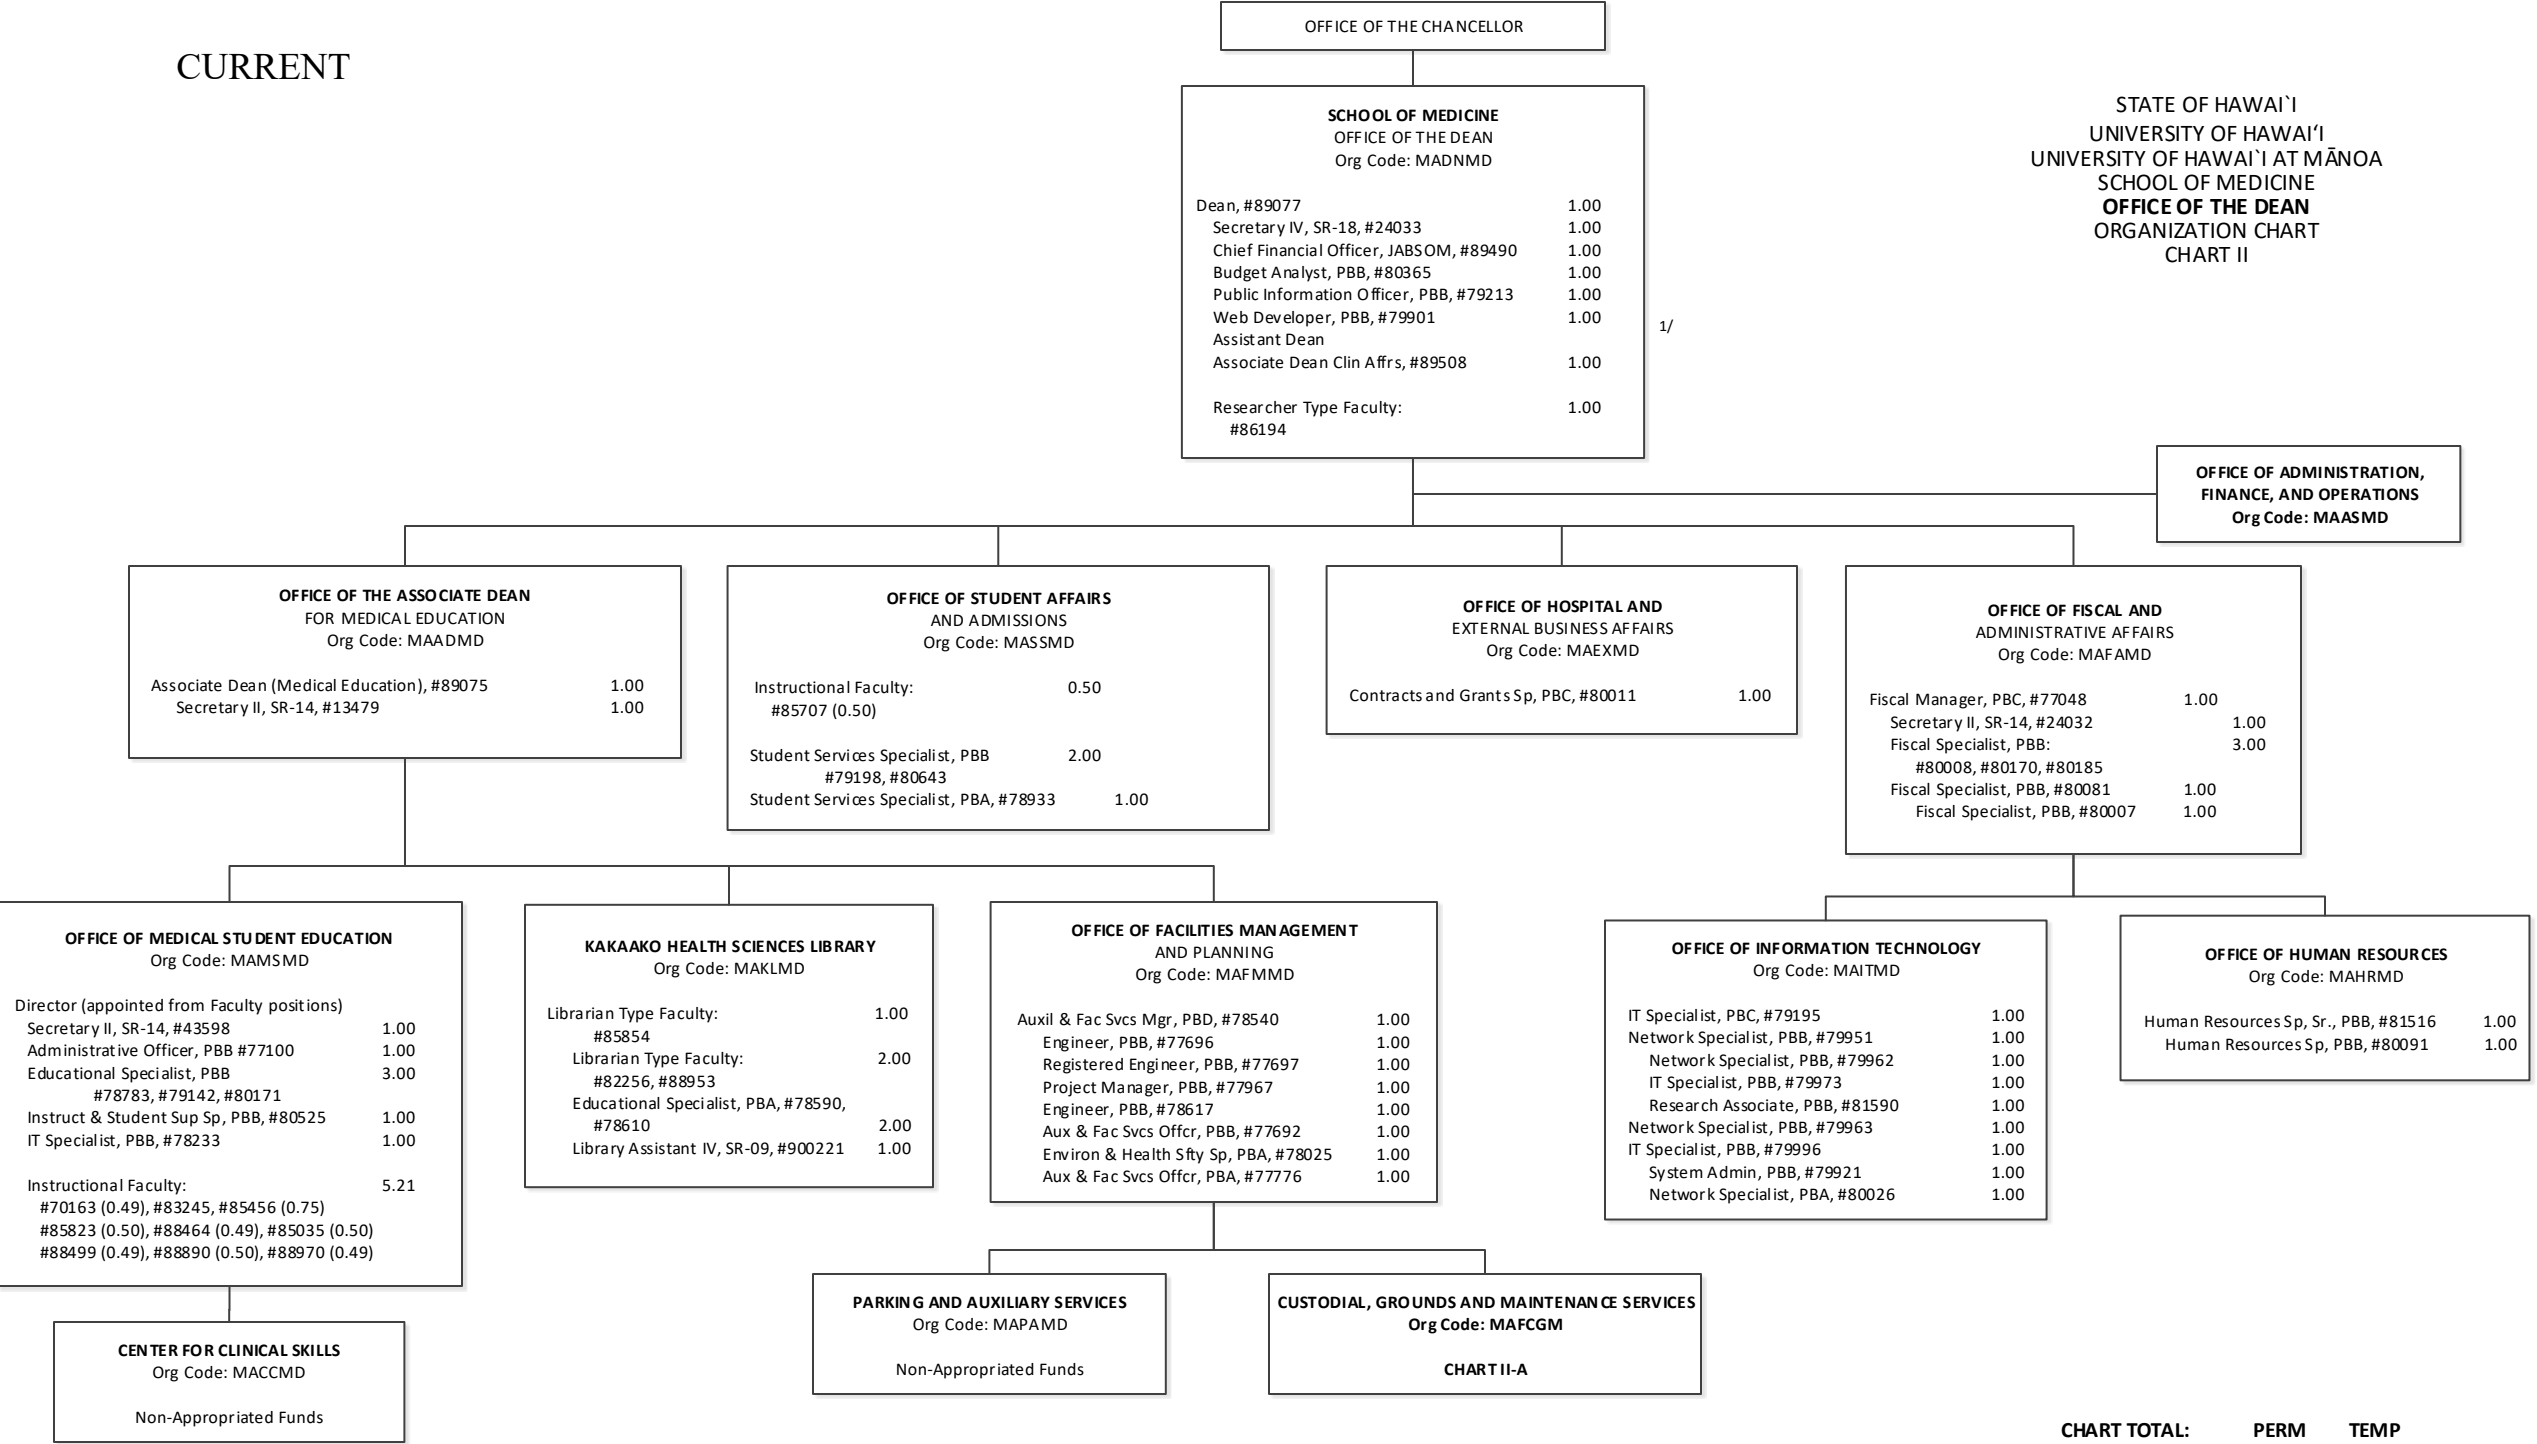 CURRENT
OFFICE OF THE CHANCELLOR
STATE OF HAWAI`I
UNIVERSITY OF HAWAI‘I
UNIVERSITY OF HAWAI`I AT MĀNOA
SCHOOL OF MEDICINE
OFFICE OF THE DEAN
ORGANIZATION CHART
CHART II
SCHOOL OF MEDICINE
OFFICE OF THE DEAN
Org Code: MADNMD
Dean, #89077 1.00
Secretary IV, SR-18, #24033 1.00
Chief Financial Officer, JABSOM, #89490 1.00
Budget Analyst, PBB, #80365 1.00
Public Information Officer, PBB, #79213 1.00
Web Developer, PBB, #79901 1.00
Assistant Dean 1/
Associate Dean Clin Affrs, #89508 1.00
Researcher Type Faculty: 1.00
#86194
OFFICE OF ADMINISTRATION,
FINANCE, AND OPERATIONS
Org Code: MAASMD
OFFICE OF THE ASSOCIATE DEAN
FOR MEDICAL EDUCATION
Org Code: MAADMD
Associate Dean (Medical Education), #89075 1.00
Secretary II, SR-14, #13479 1.00
OFFICE OF STUDENT AFFAIRS
AND ADMISSIONS
Org Code: MASSMD
Instructional Faculty: 0.50
#85707 (0.50)
Student Services Specialist, PBB 2.00
#79198, #80643
Student Services Specialist, PBA, #78933 1.00
OFFICE OF HOSPITAL AND
EXTERNAL BUSINESS AFFAIRS
Org Code: MAEXMD
Contracts and Grants Sp, PBC, #80011 1.00
OFFICE OF FISCAL AND
ADMINISTRATIVE AFFAIRS
Org Code: MAFAMD
Fiscal Manager, PBC, #77048 1.00
Secretary II, SR-14, #24032 1.00
Fiscal Specialist, PBB: 3.00
#80008, #80170, #80185
Fiscal Specialist, PBB, #80081 1.00
Fiscal Specialist, PBB, #80007 1.00
OFFICE OF MEDICAL STUDENT EDUCATION
Org Code: MAMSMD
Director (appointed from Faculty positions)
Secretary II, SR-14, #43598 1.00
Administrative Officer, PBB #77100 1.00
Educational Specialist, PBB 3.00
#78783, #79142, #80171
Instruct & Student Sup Sp, PBB, #80525 1.00
IT Specialist, PBB, #78233 1.00
Instructional Faculty: 5.21
#70163 (0.49), #83245, #85456 (0.75)
#85823 (0.50), #88464 (0.49), #85035 (0.50)
#88499 (0.49), #88890 (0.50), #88970 (0.49)
KAKAAKO HEALTH SCIENCES LIBRARY
Org Code: MAKLMD
Librarian Type Faculty: 1.00
#85854
Librarian Type Faculty: 2.00
#82256, #88953
Educational Specialist, PBA, #78590,
#78610 2.00
Library Assistant IV, SR-09, #900221 1.00
OFFICE OF FACILITIES MANAGEMENT
AND PLANNING
Org Code: MAFMMD
Auxil & Fac Svcs Mgr, PBD, #78540 1.00
Engineer, PBB, #77696 1.00
Registered Engineer, PBB, #77697 1.00
Project Manager, PBB, #77967 1.00
Engineer, PBB, #78617 1.00
Aux & Fac Svcs Offcr, PBB, #77692 1.00
Environ & Health Sfty Sp, PBA, #78025 1.00
Aux & Fac Svcs Offcr, PBA, #77776 1.00
OFFICE OF INFORMATION TECHNOLOGY
Org Code: MAITMD
IT Specialist, PBC, #79195 1.00
Network Specialist, PBB, #79951 1.00
Network Specialist, PBB, #79962 1.00
IT Specialist, PBB, #79973 1.00
Research Associate, PBB, #81590 1.00
Network Specialist, PBB, #79963 1.00
IT Specialist, PBB, #79996 1.00
System Admin, PBB, #79921 1.00
Network Specialist, PBA, #80026 1.00
OFFICE OF HUMAN RESOURCES
Org Code: MAHRMD
Human Resources Sp, Sr., PBB, #81516 1.00
Human Resources Sp, PBB, #80091 1.00
CENTER FOR CLINICAL SKILLS
Org Code: MACCMD
Non-Appropriated Funds
PARKING AND AUXILIARY SERVICES
Org Code: MAPAMD
Non-Appropriated Funds
CUSTODIAL, GROUNDS AND MAINTENANCE SERVICES
Org Code: MAFCGM
CHART II-A
CHART TOTAL: PERM TEMP